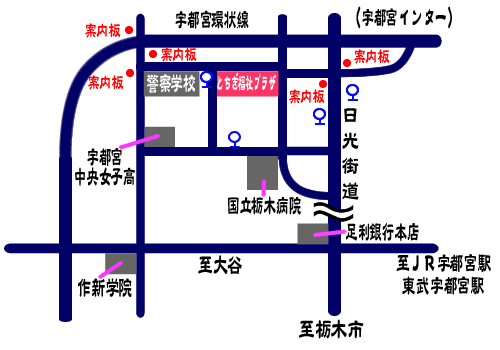 宇都宮環状線
(宇都宮インター)
案内板
案内板
宇都宮
案内板
案内板
警察学校
とちぎ福祉プラザ
案内板
日光街道
宇都宮
中央女子高
国立栃木病院
足利銀行本店
至大谷
至JR宇都宮駅
東武宇都宮駅
作新学院
至栃木市